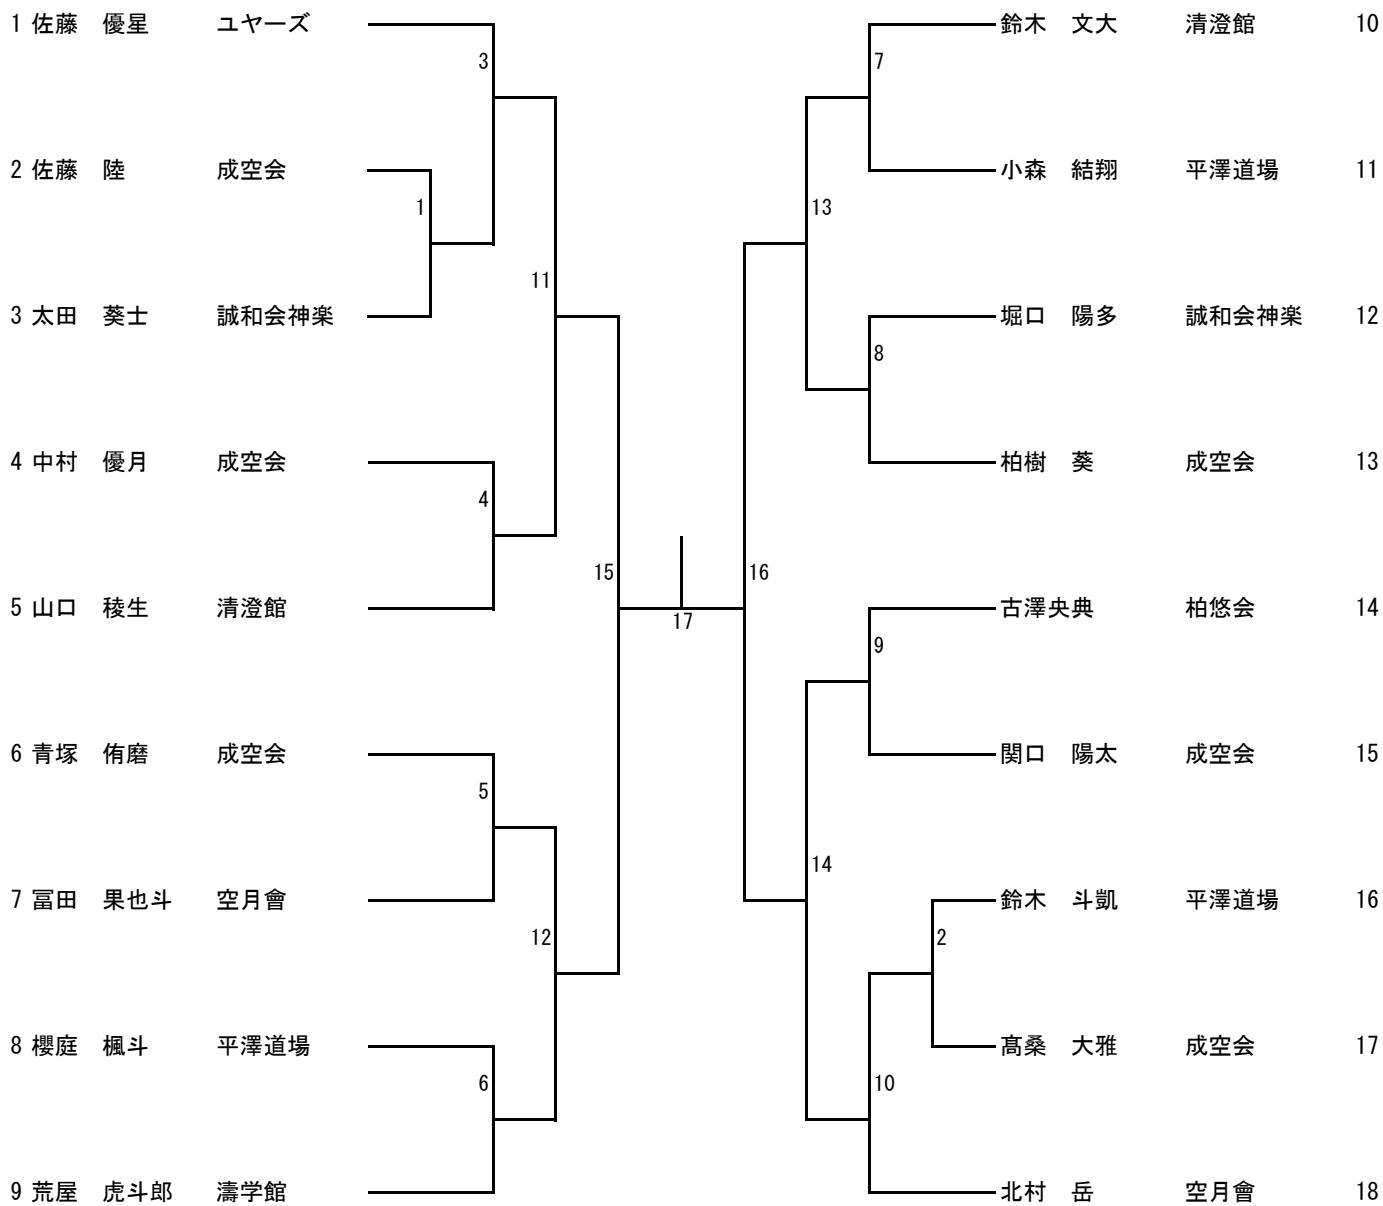 1 佐藤　優星　ユヤーズ
3
2 佐藤　陸　成空会
1
3 太田　葵士　誠和会神楽
11
4 中村　優月　成空会
4
5 山口　稜生　清澄館
15
6 青塚　侑磨　成空会
5
7 冨田　果也斗　空月會
12
8 櫻庭　楓斗　平澤道場
6
9 荒屋　虎斗郎　濤学館
17
鈴木　文大　清澄館　10
7
小森　結翔　平澤道場　11
13
堀口　陽多　誠和会神楽　12
8
柏樹　葵　成空会　13
16
古澤央典　柏悠会　14
9
関口　陽太　成空会　15
14
鈴木　斗凱　平澤道場　16
2
髙桑　大雅　成空会　17
10
北村　岳　空月會　18